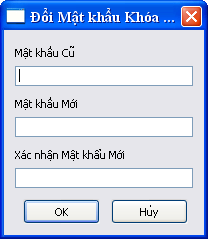 Đổi Mật khẩu Khóa ...
Mật khẩu Cũ
Mật khẩu Mới
Xác nhận Mật khẩu Mới
OK
Hủy